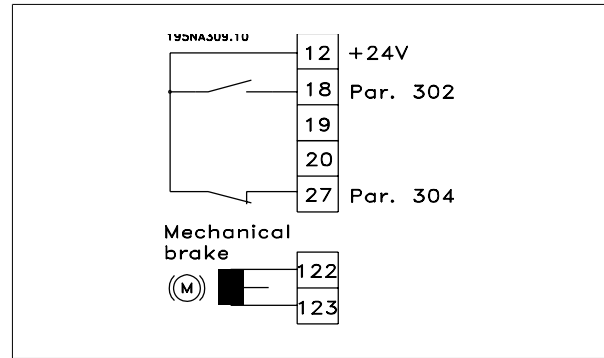 195NA309.10
12 +24V
18 Par. 302
19
20
27 Par. 304
Mechanical
brake
122
M
123